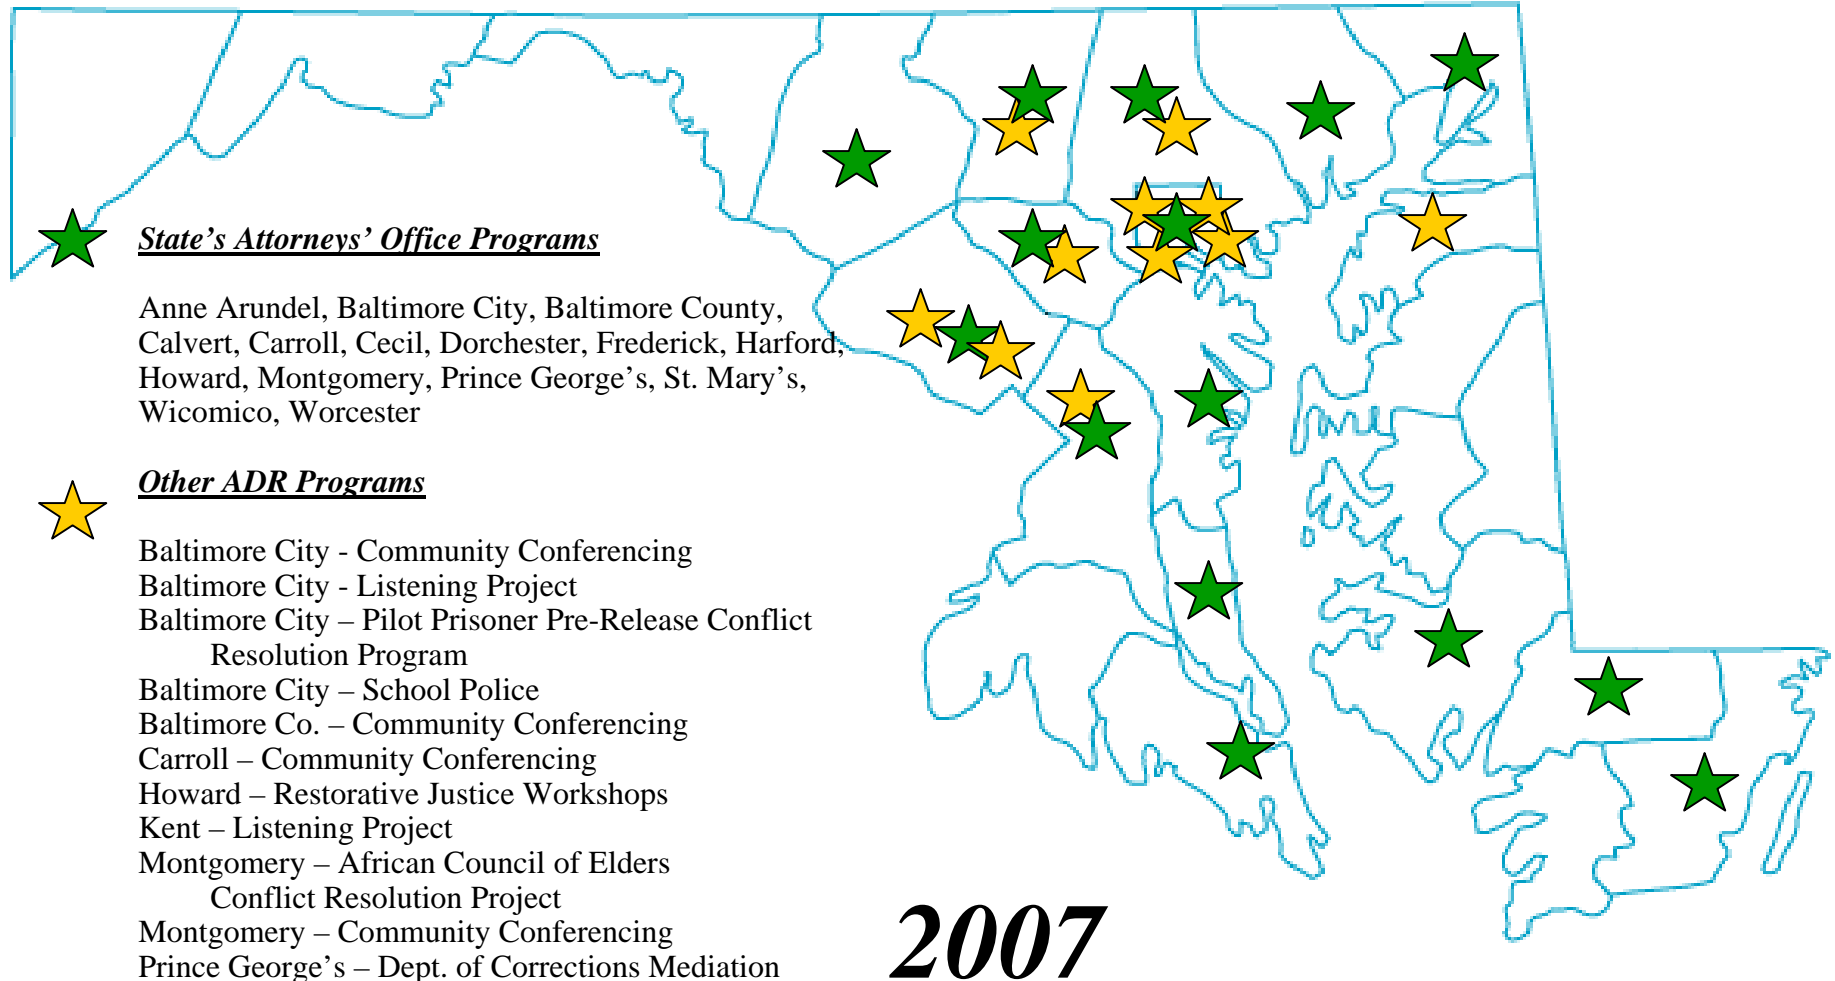 State’s Attorneys’ Office Programs
Anne Arundel, Baltimore City, Baltimore County,
Calvert, Carroll, Cecil, Dorchester, Frederick, Harford,
Howard, Montgomery, Prince George’s, St. Mary’s,
Wicomico, Worcester
Other ADR Programs
Baltimore City - Community Conferencing
Baltimore City - Listening Project
Baltimore City – Pilot Prisoner Pre-Release Conflict
Resolution Program
Baltimore City – School Police
Baltimore Co. – Community Conferencing
Carroll – Community Conferencing
Howard – Restorative Justice Workshops
Kent – Listening Project
Montgomery – African Council of Elders
Conflict Resolution Project
Montgomery – Community Conferencing
Prince George’s – Dept. of Corrections Mediation
2007